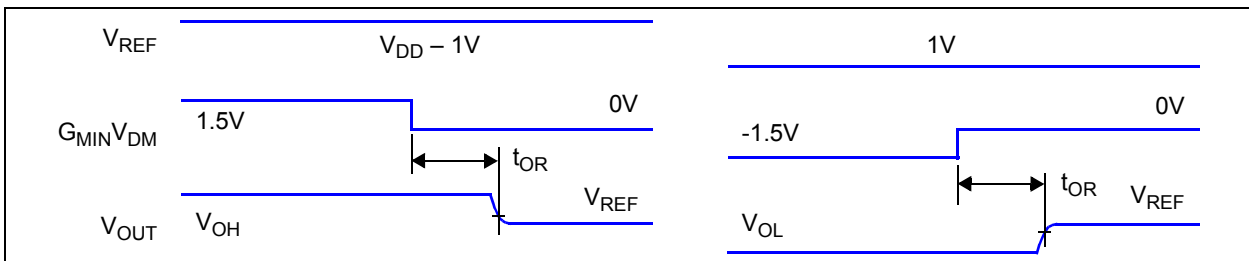 VREF
VDD – 1V
1V
GMINVDM
1.5V
0V
-1.5V
0V
tOR
tOR
VOUT
VOH
VREF
VOL
VREF